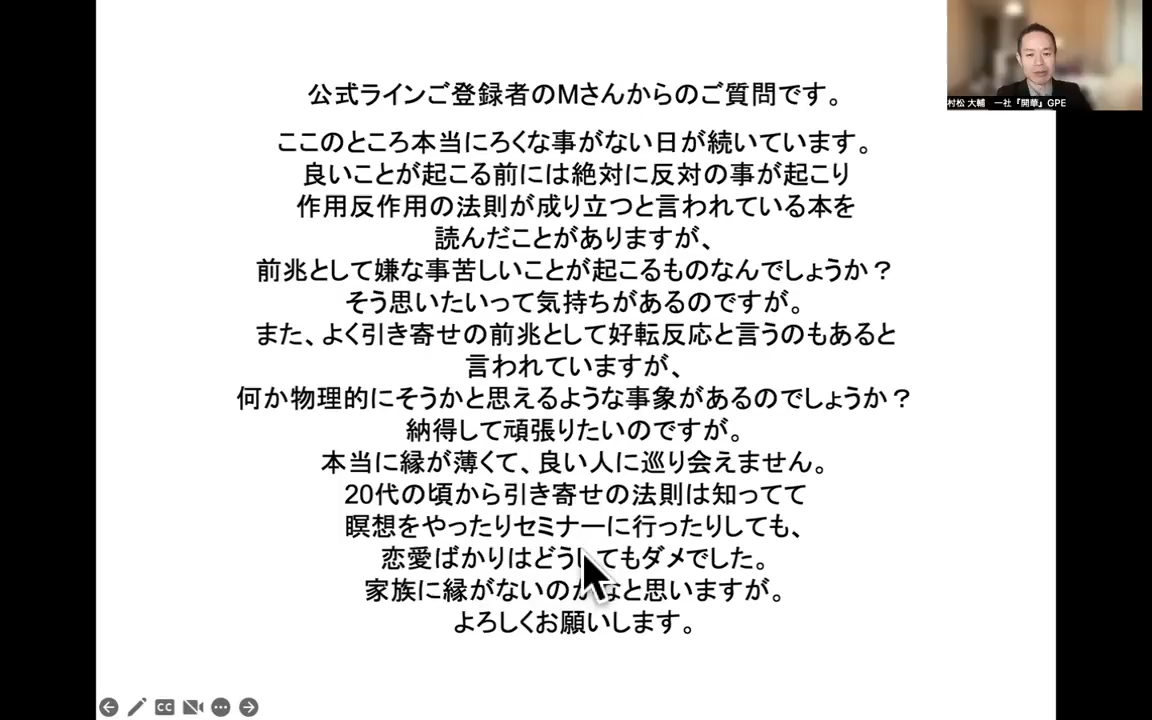 公式ラインご登録者のMさんからのご質問です。
ここのところ本当にろくな事がない日が続いています。
良いことが起こる前には絶対に反対の事が起こり
作用反作用の法則が成り立つと言われている本を
読んだことがありますが、
前兆として嫌な事苦しいことが起こるものなんでしょうか？
そう思いたいって気持ちがあるのですが。
また、よく引き寄せの前兆として好転反応と言うのもあると
言われていますが、
何か物理的にそうかと思えるような事象があるのでしょうか？
納得して頑張りたいのですが。
本当に縁が薄くて、良い人に巡り会えません。
20代の頃から引き寄せの法則は知ってて
瞑想をやったりセミナーに行ったりしても、
恋愛ばかりはどうしてもダメでした。
家族に縁がないのかなと思いますが。
よろしくお願いします。
村松 大輔 一社『開華』GPE
CC